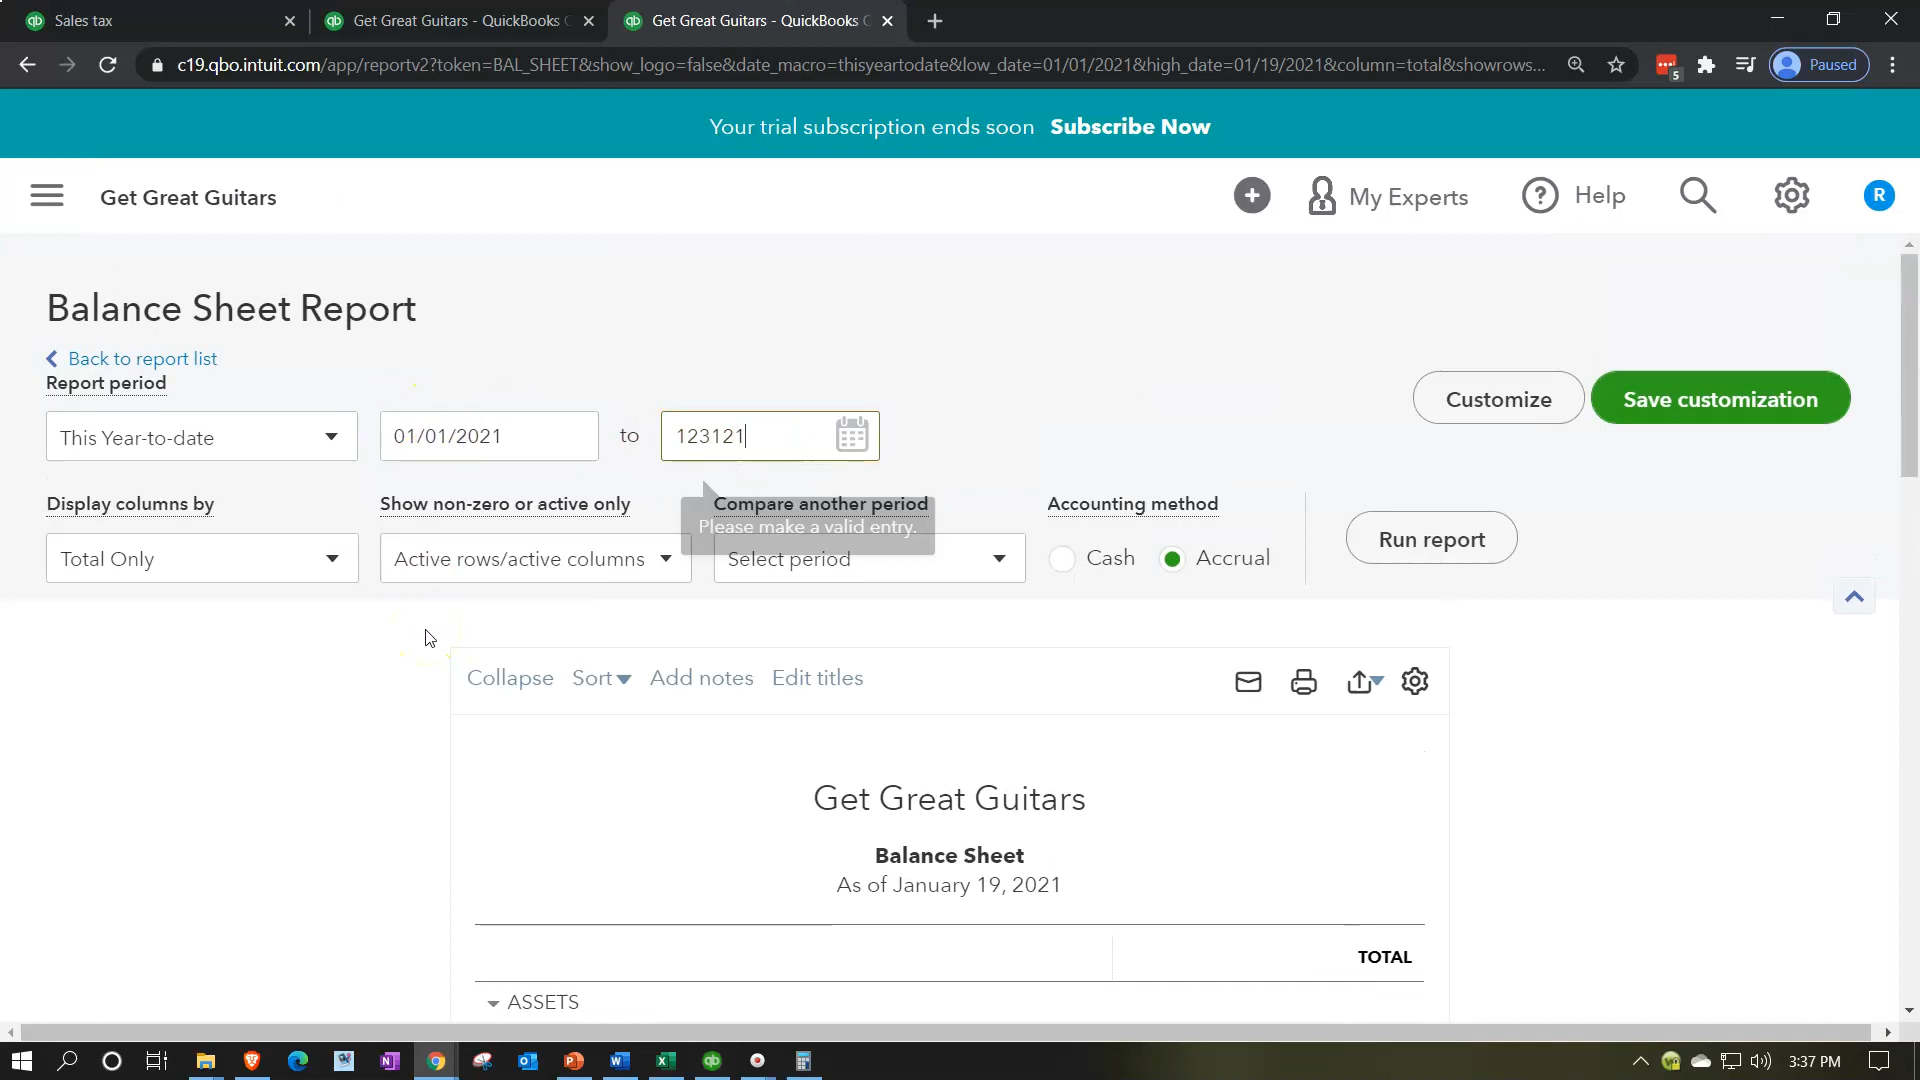 Sales tax
Get Great Guitars - QuickBooks
Get Great Guitars - QuickBooks
c19.qbo.intuit.com/app/reportv2?token=BAL_SHEET&show_logo=false&date_macro=thisyeartodate&low_date=01/01/2021&high_date=01/19/2021&column=total&showrows...
5
Paused
Your trial subscription ends soon Subscribe Now
Get Great Guitars
My Experts
Help
R
Balance Sheet Report
Back to report list
Report period
Customize
Save customization
This Year-to-date
01/01/2021
to
123121
Display columns by
Show non-zero or active only
Compare another period
Accounting method
Please make a valid entry.
Total Only
Active rows/active columns
Select period
Cash
Accrual
Run report
Collapse Sort Add notes Edit titles
Get Great Guitars
Balance Sheet
As of January 19, 2021
TOTAL
ASSETS
3:37 PM